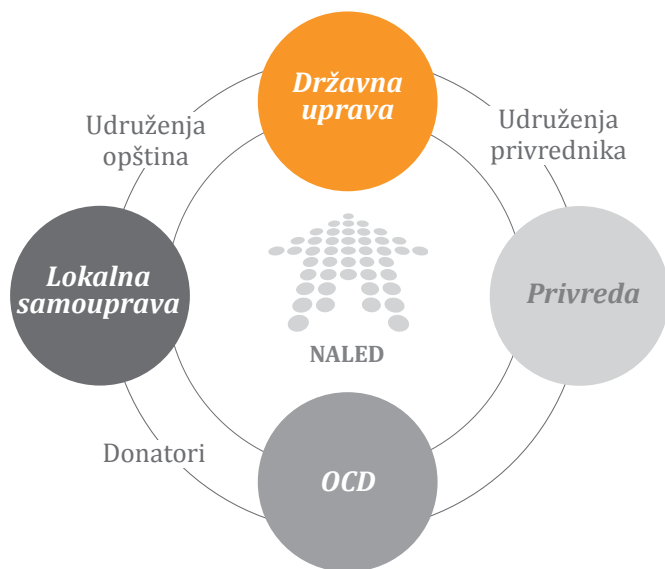 Državna
uprava
Udruženja
opština
Udruženja
privrednika
Lokalna
samouprava
Privreda
NALED
Donatori
OCD